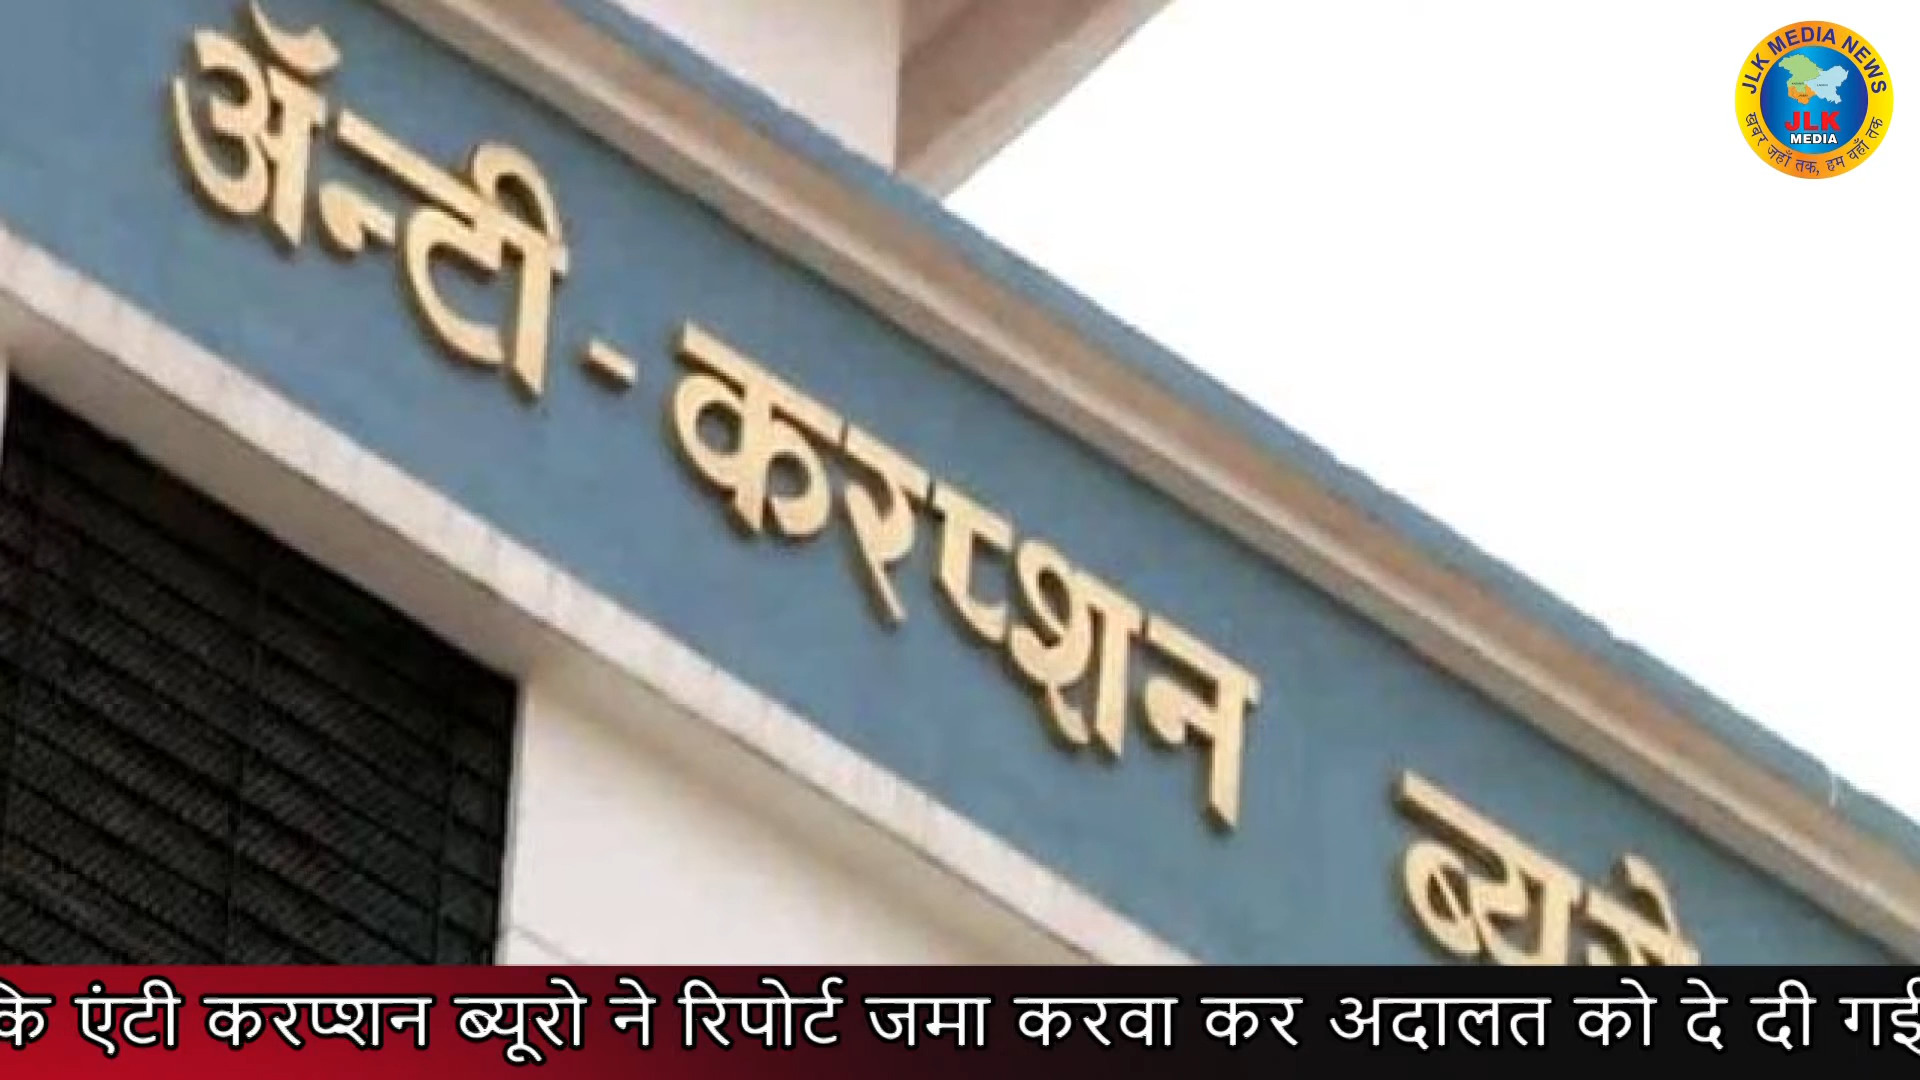 JLK MEDIA NEWS
JLK
MEDIA
खबर जहाँ तक, हम वहाँ तक
अ‍ॅन्टी - करप्शन
कि एंटी करप्शन ब्यूरो ने रिपोर्ट जमा करवा कर अदालत को दे दी गई